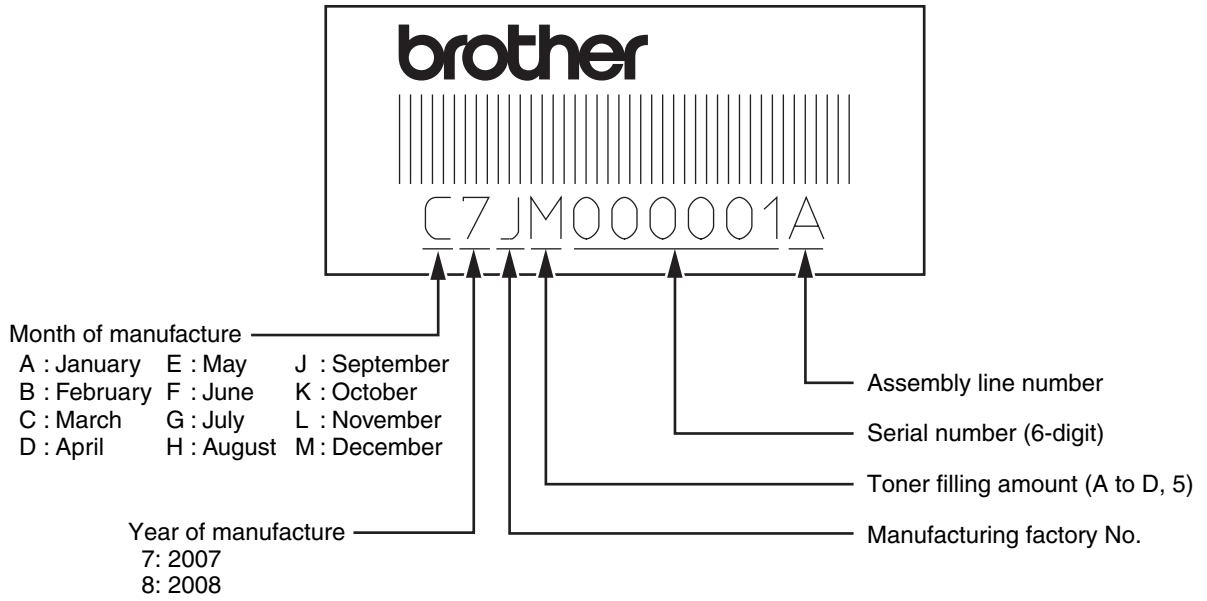 brother
C7JM000001A
Month of manufacture
A : January E : May J : September
B : February F : June K : October
C : March G : July L : November
D : April H : August M : December
Year of manufacture
7: 2007
8: 2008
Assembly line number
Serial number (6-digit)
Toner filling amount (A to D, 5)
Manufacturing factory No.